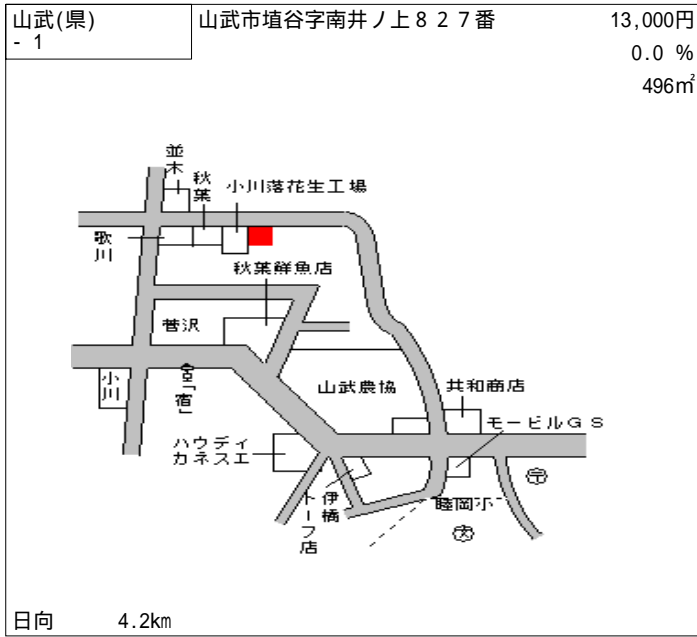 山武(県)
- 1
山武市埴谷字南井ノ上８２７番
13,000円
0.0 %
496㎡
並木
秋葉
小川落花生工場
歌川
秋葉鮮魚店
菅沢
小川
「宿」
山武農協
共和商店
モービルＧＳ
ハウディ
カネスエ
伊橋
トーフ店
睦岡小
文
〒
日向 4.2km